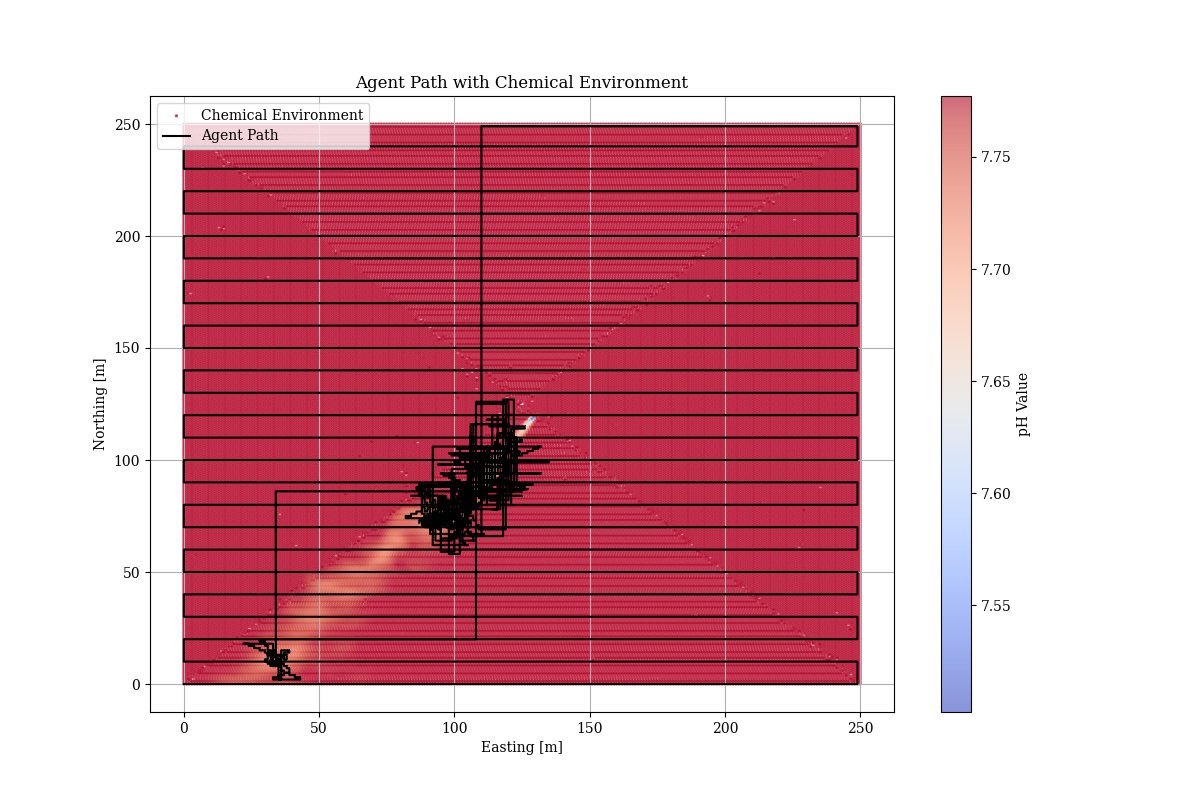 Agent Path with Chemical Environment
Chemical Environment
Agent Path
250
200
150
100
50
0
Northing [m]
0
50
100
150
200
250
Easting [m]
7.75
7.70
7.65
7.60
7.55
pH Value